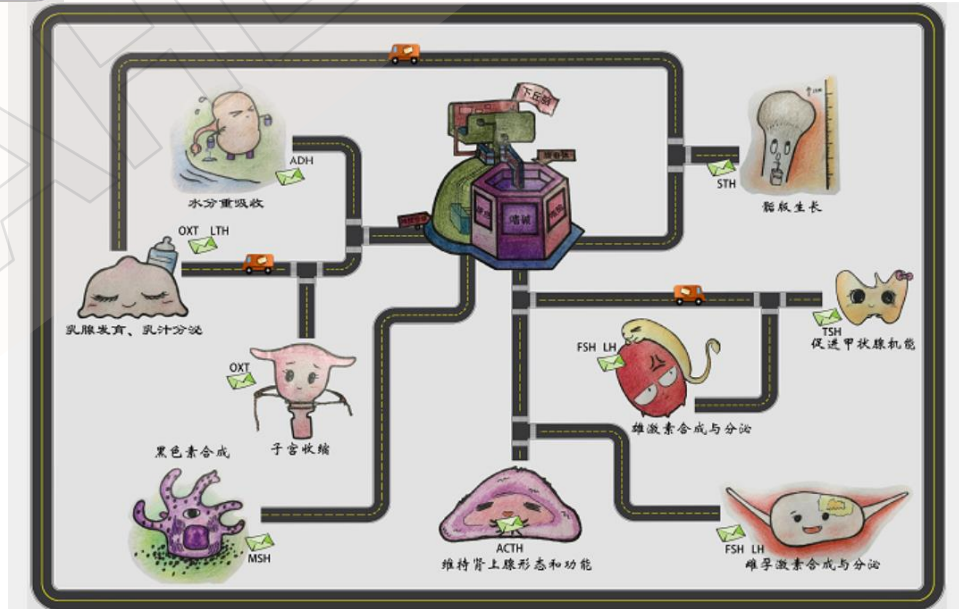 下丘脑
ADH
水分重吸收
STH
骺板生长
OXT LTH
乳腺发育、乳汁分泌
嗜碱
TSH
促进甲状腺机能
FSH LH
雄激素合成与分泌
OXT
子宫收缩
黑色素合成
MSH
ACTH
维持肾上腺形态和功能
FSH LH
雌孕激素合成与分泌